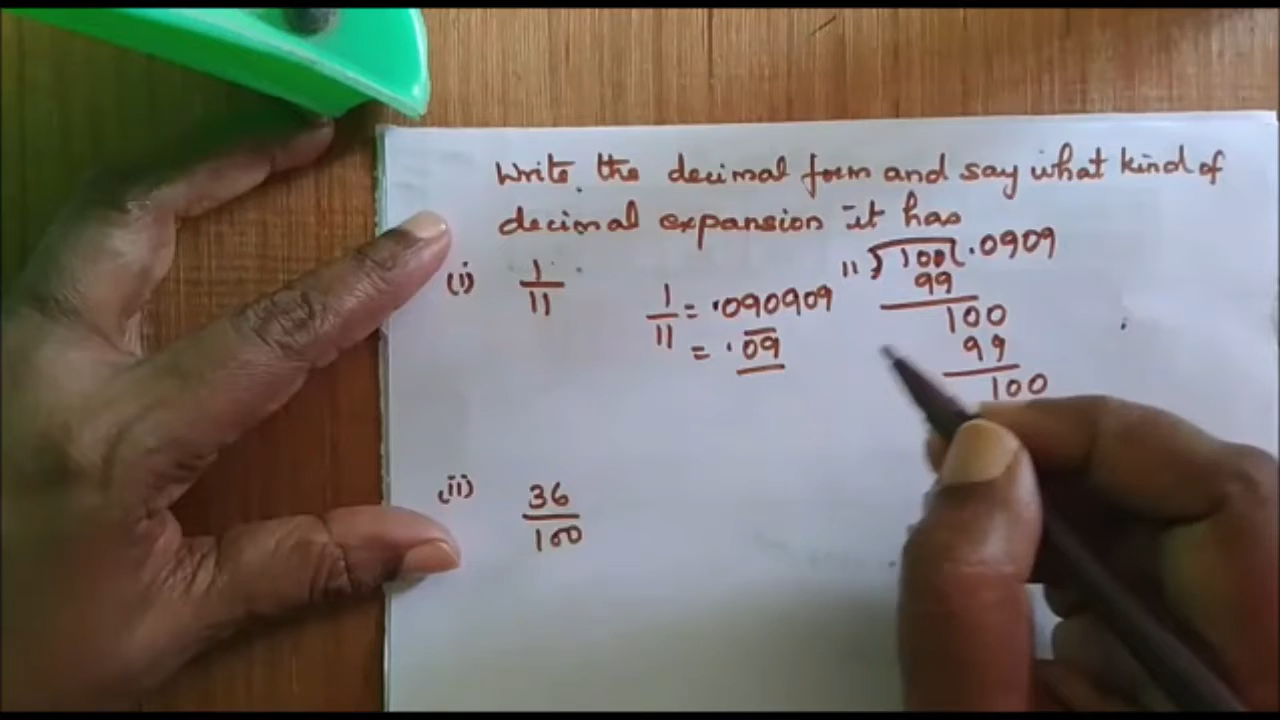 Write the decimal form and say what kind of
decimal expansion it has
(i) 1/11
1/11 = .090909
= .0̅9̅
11 ) 100 ( .0909
99
100
99
100
(ii) 36/100